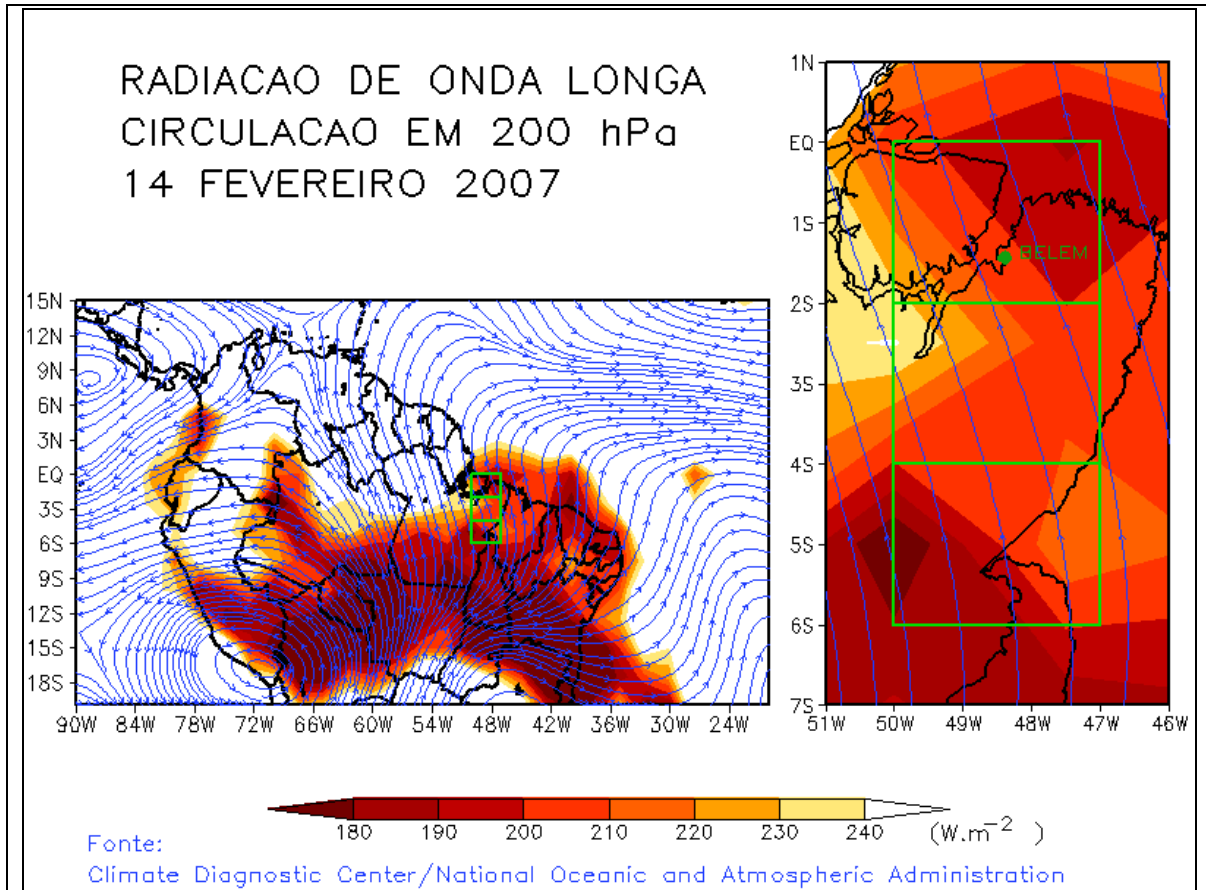 RADIACAO DE ONDA LONGA
CIRCULACAO EM 200 hPa
14 FEVEREIRO 2007
15N
12N
9N
6N
3N
EQ
3S
6S
9S
12S
15S
18S
90W 84W 78W 72W 66W 60W 54W 48W 42W 36W 30W 24W
1N
EQ
1S
BELEM
2S
3S
4S
5S
6S
7S
51W 50W 49W 48W 47W 46W
180 190 200 210 220 230 240 (W.m⁻² )
Fonte:
Climate Diagnostic Center/National Oceanic and Atmospheric Administration